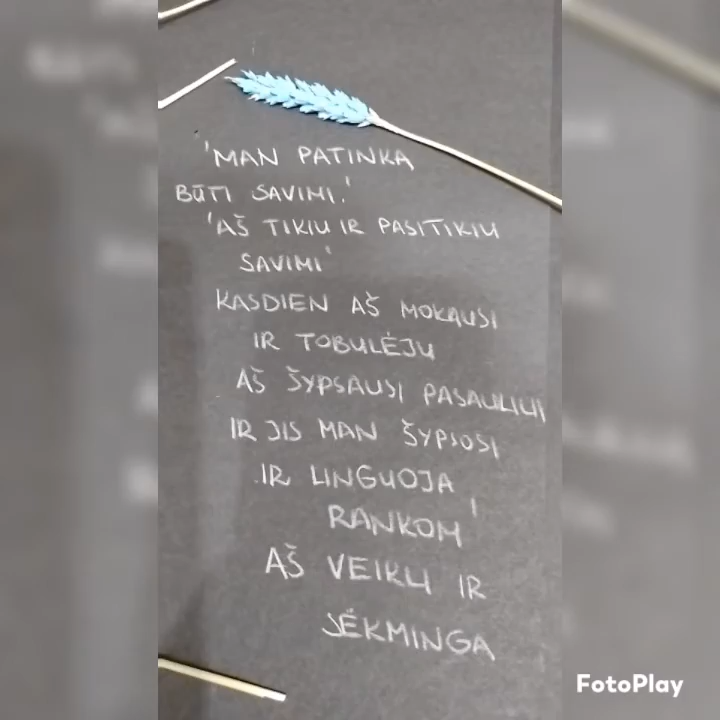 'MAN PATINKA
BŪTI SAVIMI.'
'AŠ TIKIU IR PASITIKIU
SAVIMI'
KASDIEN AŠ MOKAUSI
IR TOBULĖJU
AŠ ŠYPSAUSI PASAULIUI
IR JIS MAN ŠYPSOSI
IR LINGUOJA
RANKOM'
AŠ VEIKLI IR
SĖKMINGA
FotoPlay